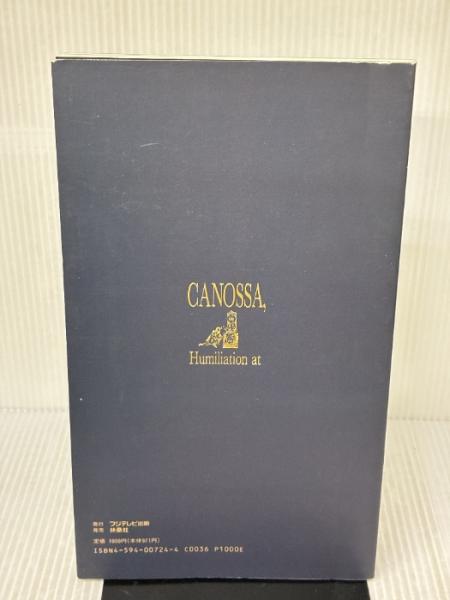 CANOSSA,
Humiliation at
発行 フジテレビ出版
発売 扶桑社
定価 1000円(本体971円)
ISBN4-594-00724-4 C0036 P1000E